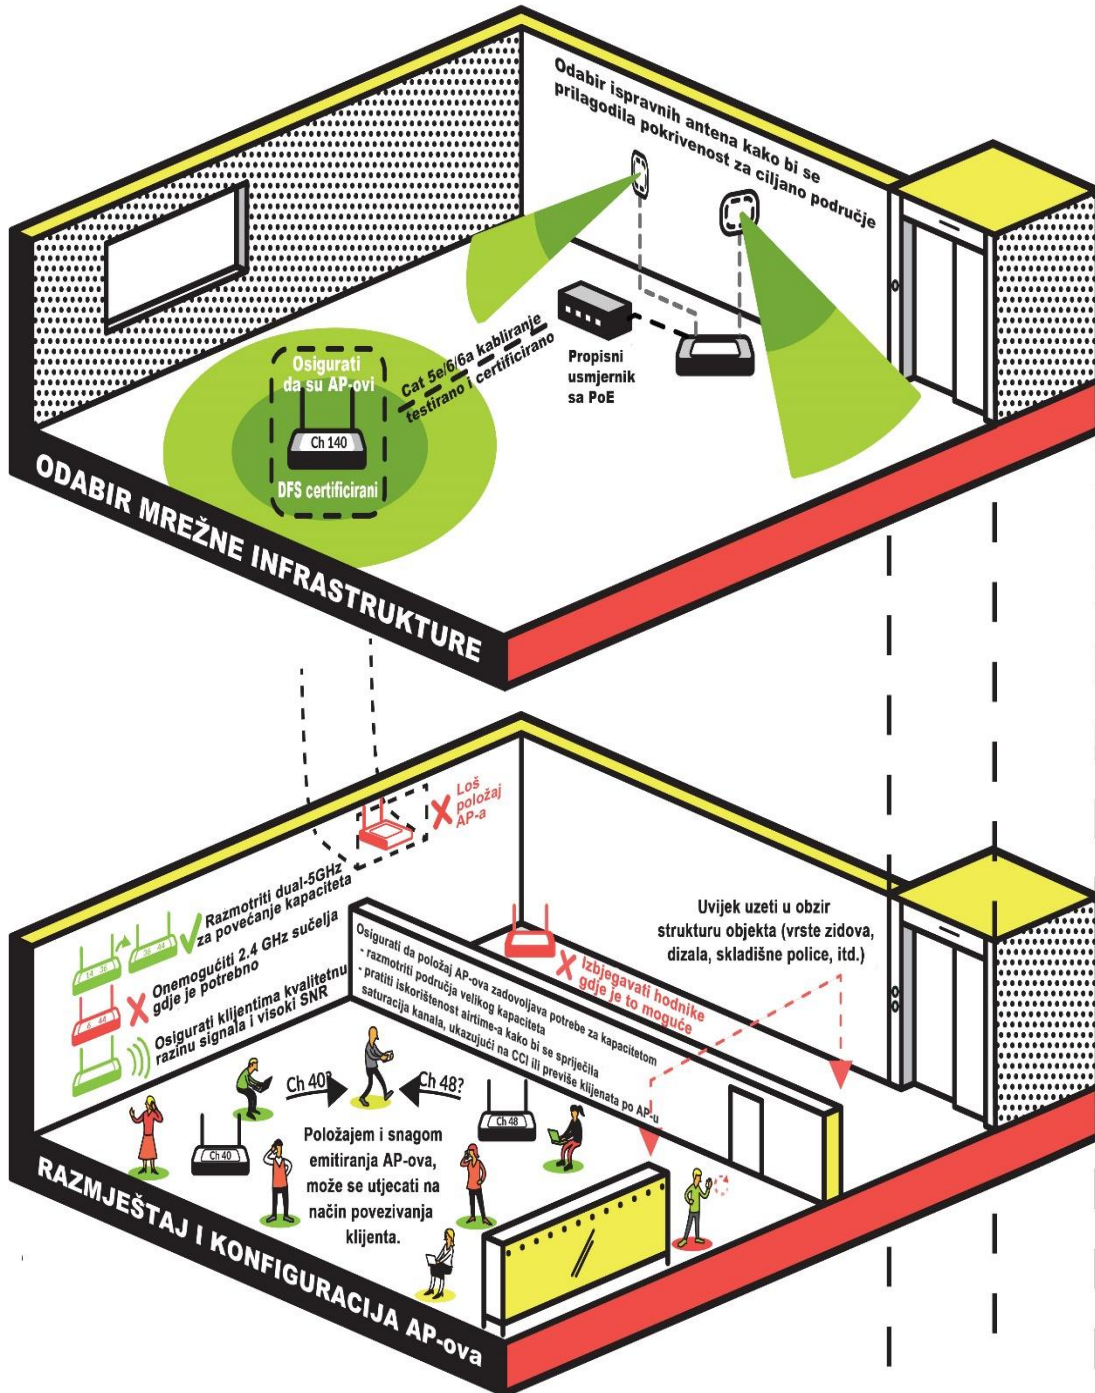 Odabir ispravnih antena kako bi se
prilagodila pokrivenost za ciljano područje
Osigurati
da su AP-ovi
Ch 140
DFS certificirani
Cat 5e/6/6a kabliranje
testirano i certificirano
Propisni
usmjernik
sa PoE
ODABIR MREŽNE INFRASTRUKTURE
Loš
položaj
AP-a
Razmotriti dual-5GHz
za povećanje kapaciteta
14 36
36 44
Onemogućiti 2.4 GHz sučelja
gdje je potrebno
6 44
Osigurati klijentima kvalitetnu
razinu signala i visoki SNR
Osigurati da položaj AP-ova zadovoljava potrebe za kapacitetom
- razmotriti područja velikog kapaciteta
- pratiti iskorištenost airtime-a kako bi se spriječila
saturacija kanala, ukazujući na CCI ili previše klijenata po AP-u
Izbjegavati hodnike
gdje je to moguće
Uvijek uzeti u obzir
strukturu objekta (vrste zidova,
dizala, skladišne police, itd.)
Ch 40?
Ch 48?
Ch 40
Ch 48
Položajem i snagom
emitiranja AP-ova,
može se utjecati na
način povezivanja
klijenta.
RAZMJEŠTAJ I KONFIGURACIJA AP-ova